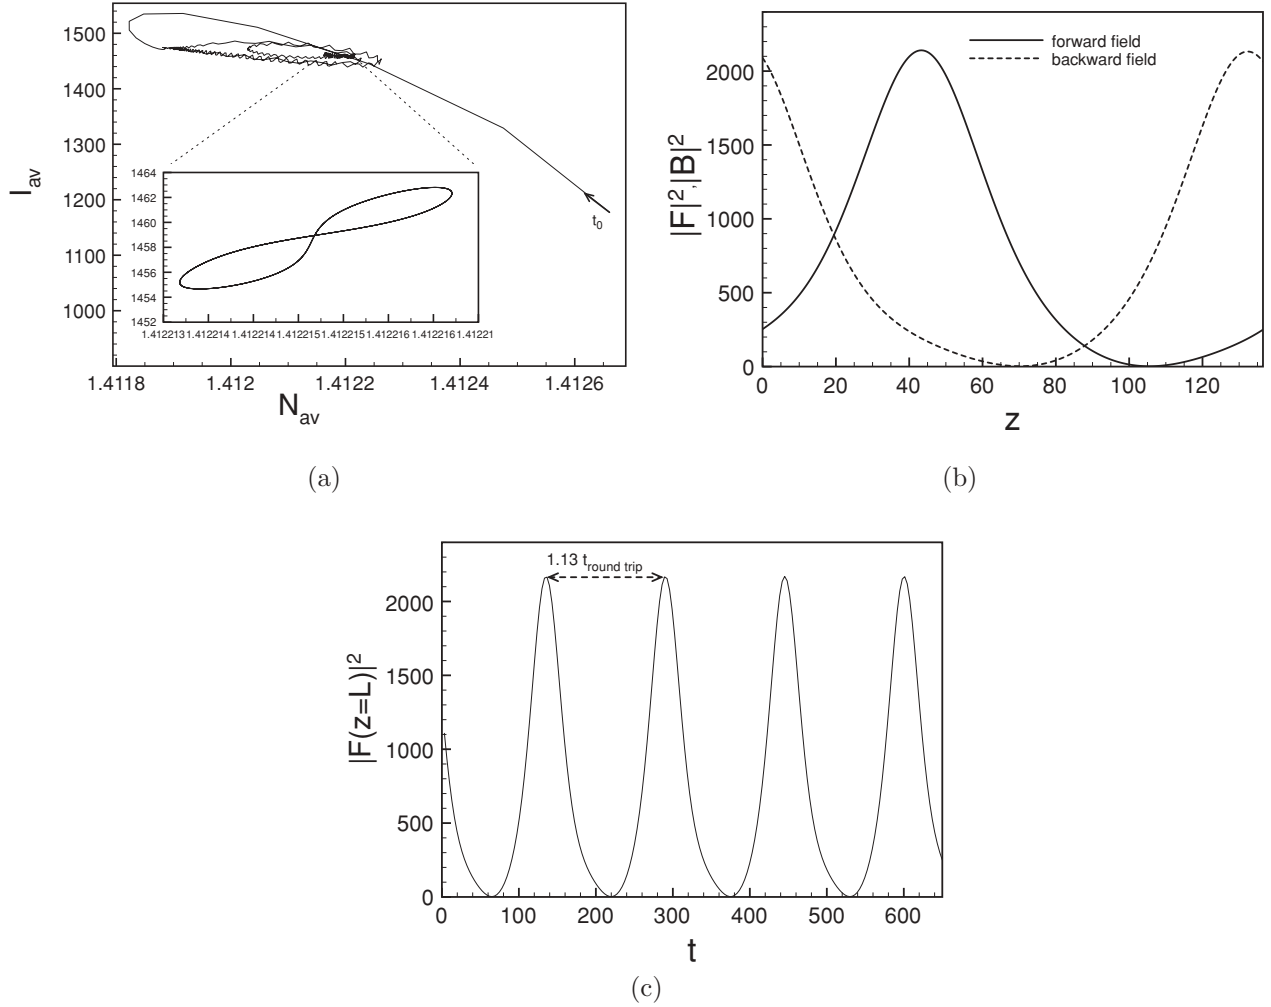 1500
1400
1300
1200
1100
1000
I_av
t_0
1464
1462
1460
1458
1456
1454
1452
1.412213 1.412214 1.412214 1.412215 1.412215 1.412216 1.412216 1.41221
1.4118 1.412 1.4122 1.4124 1.4126
N_av
(a)
forward field
backward field
2000
1500
1000
500
0
|F|^2,|B|^2
0 20 40 60 80 100 120
z
(b)
1.13 t_round trip
2000
1500
1000
500
0
|F(z=L)|^2
0 100 200 300 400 500 600
t
(c)